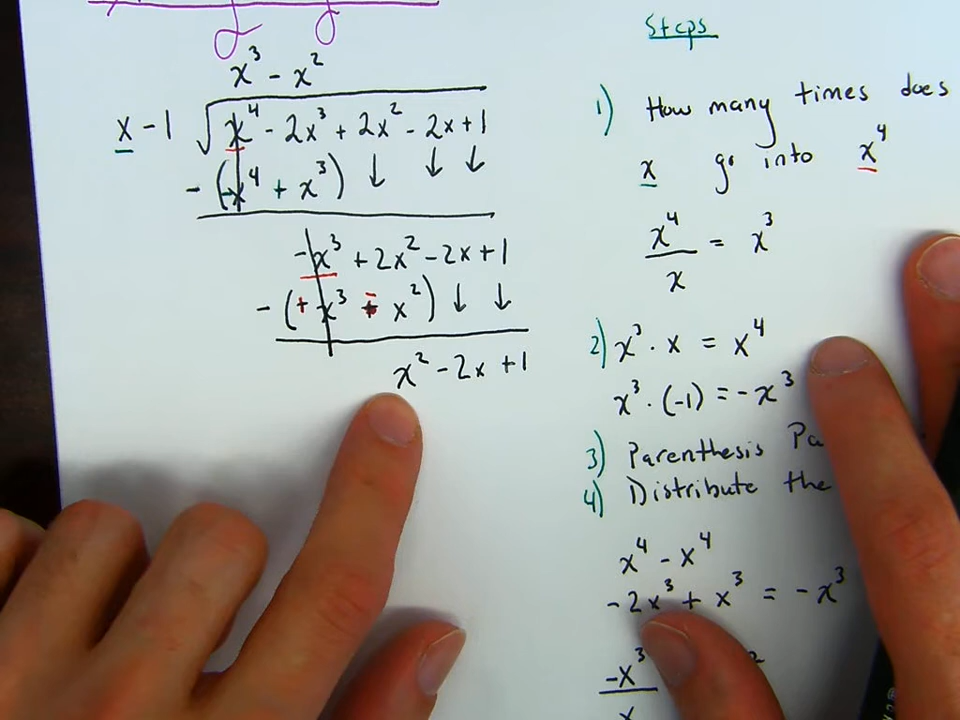 x³ - x²
x - 1 √ x⁴ - 2x³ + 2x² - 2x + 1
- (-x⁴ + x³) ↓ ↓ ↓
-x³ + 2x² - 2x + 1
- (+ x³ - x²) ↓ ↓
x² - 2x + 1
Steps
1) How many times does
x go into x⁴
x⁴/x = x³
2) x³ · x = x⁴
x³ · (-1) = -x³
3) Parenthesis
4) Distribute the
x⁴ - x⁴
-2x³ + x³ = -x³
-x³/x